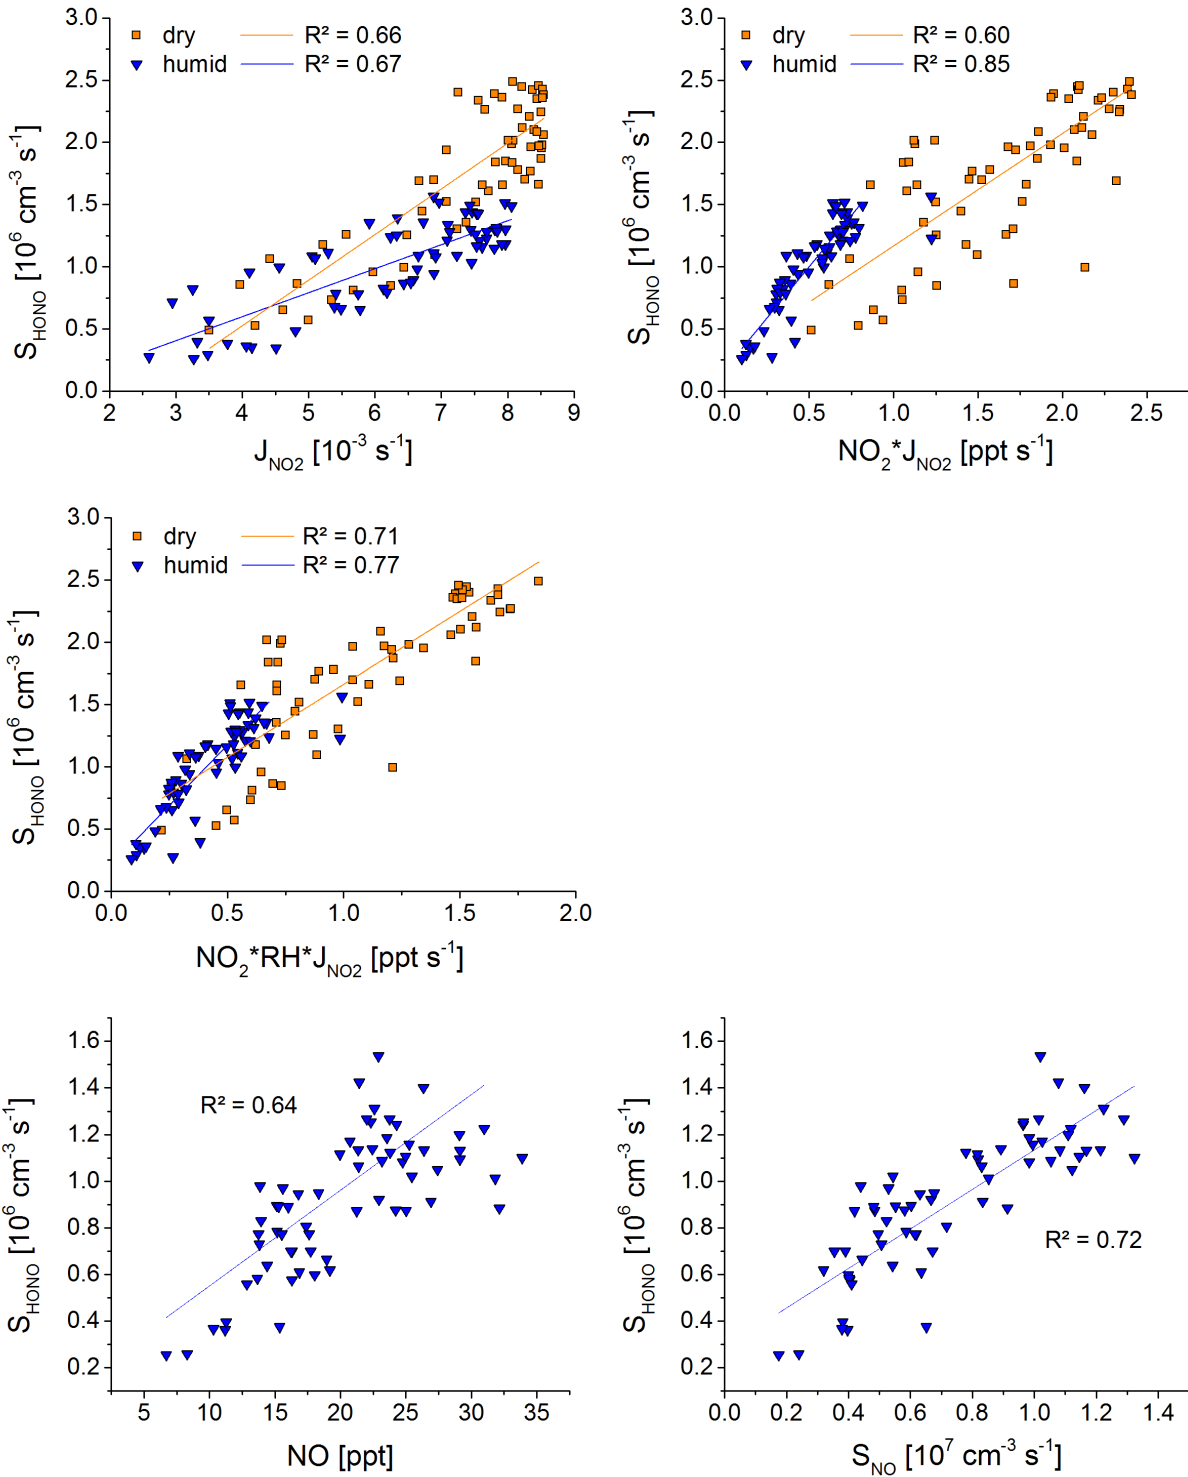 3.0
2.5
2.0
1.5
1.0
0.5
0.0
S_HONO [10^6 cm^-3 s^-1]
dry R² = 0.66
humid R² = 0.67
2 3 4 5 6 7 8 9
J_NO2 [10^-3 s^-1]
3.0
2.5
2.0
1.5
1.0
0.5
0.0
S_HONO [10^6 cm^-3 s^-1]
dry R² = 0.60
humid R² = 0.85
0.0 0.5 1.0 1.5 2.0 2.5
NO_2*J_NO2 [ppt s^-1]
3.0
2.5
2.0
1.5
1.0
0.5
0.0
S_HONO [10^6 cm^-3 s^-1]
dry R² = 0.71
humid R² = 0.77
0.0 0.5 1.0 1.5 2.0
NO_2*RH*J_NO2 [ppt s^-1]
1.6
1.4
1.2
1.0
0.8
0.6
0.4
0.2
S_HONO [10^6 cm^-3 s^-1]
R² = 0.64
5 10 15 20 25 30 35
NO [ppt]
1.6
1.4
1.2
1.0
0.8
0.6
0.4
0.2
S_HONO [10^6 cm^-3 s^-1]
R² = 0.72
0.0 0.2 0.4 0.6 0.8 1.0 1.2 1.4
S_NO [10^7 cm^-3 s^-1]